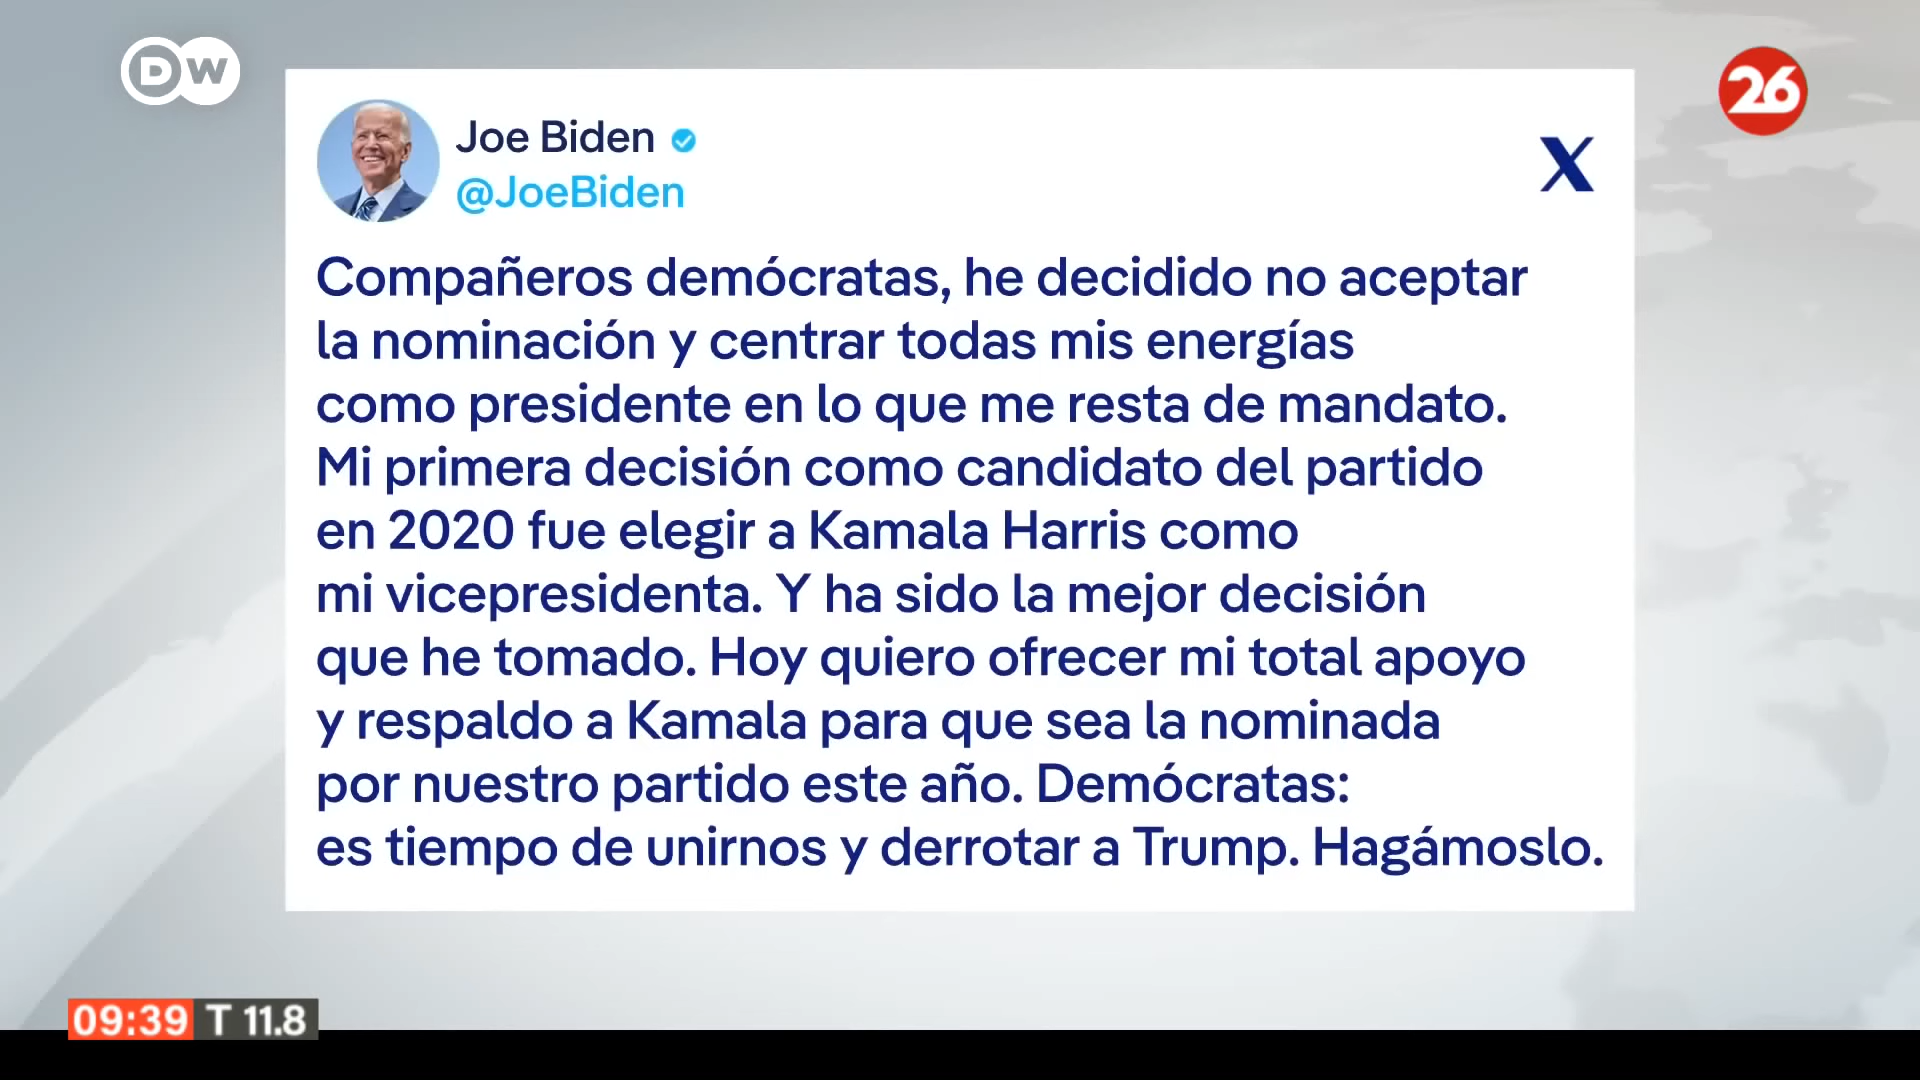 DW
26
Joe Biden
@JoeBiden
X
Compañeros demócratas, he decidido no aceptar
la nominación y centrar todas mis energías
como presidente en lo que me resta de mandato.
Mi primera decisión como candidato del partido
en 2020 fue elegir a Kamala Harris como
mi vicepresidenta. Y ha sido la mejor decisión
que he tomado. Hoy quiero ofrecer mi total apoyo
y respaldo a Kamala para que sea la nominada
por nuestro partido este año. Demócratas:
es tiempo de unirnos y derrotar a Trump. Hagámoslo.
09:39 T 11.8